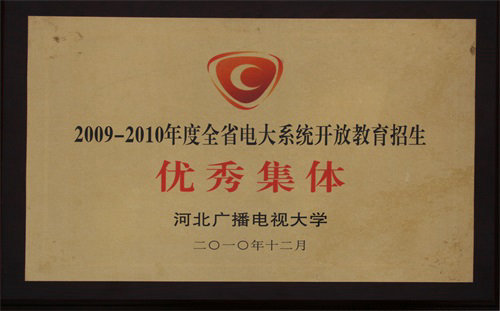 2009-2010年度全省电大系统开放教育招生
优秀集体
河北广播电视大学
二〇一〇年十二月